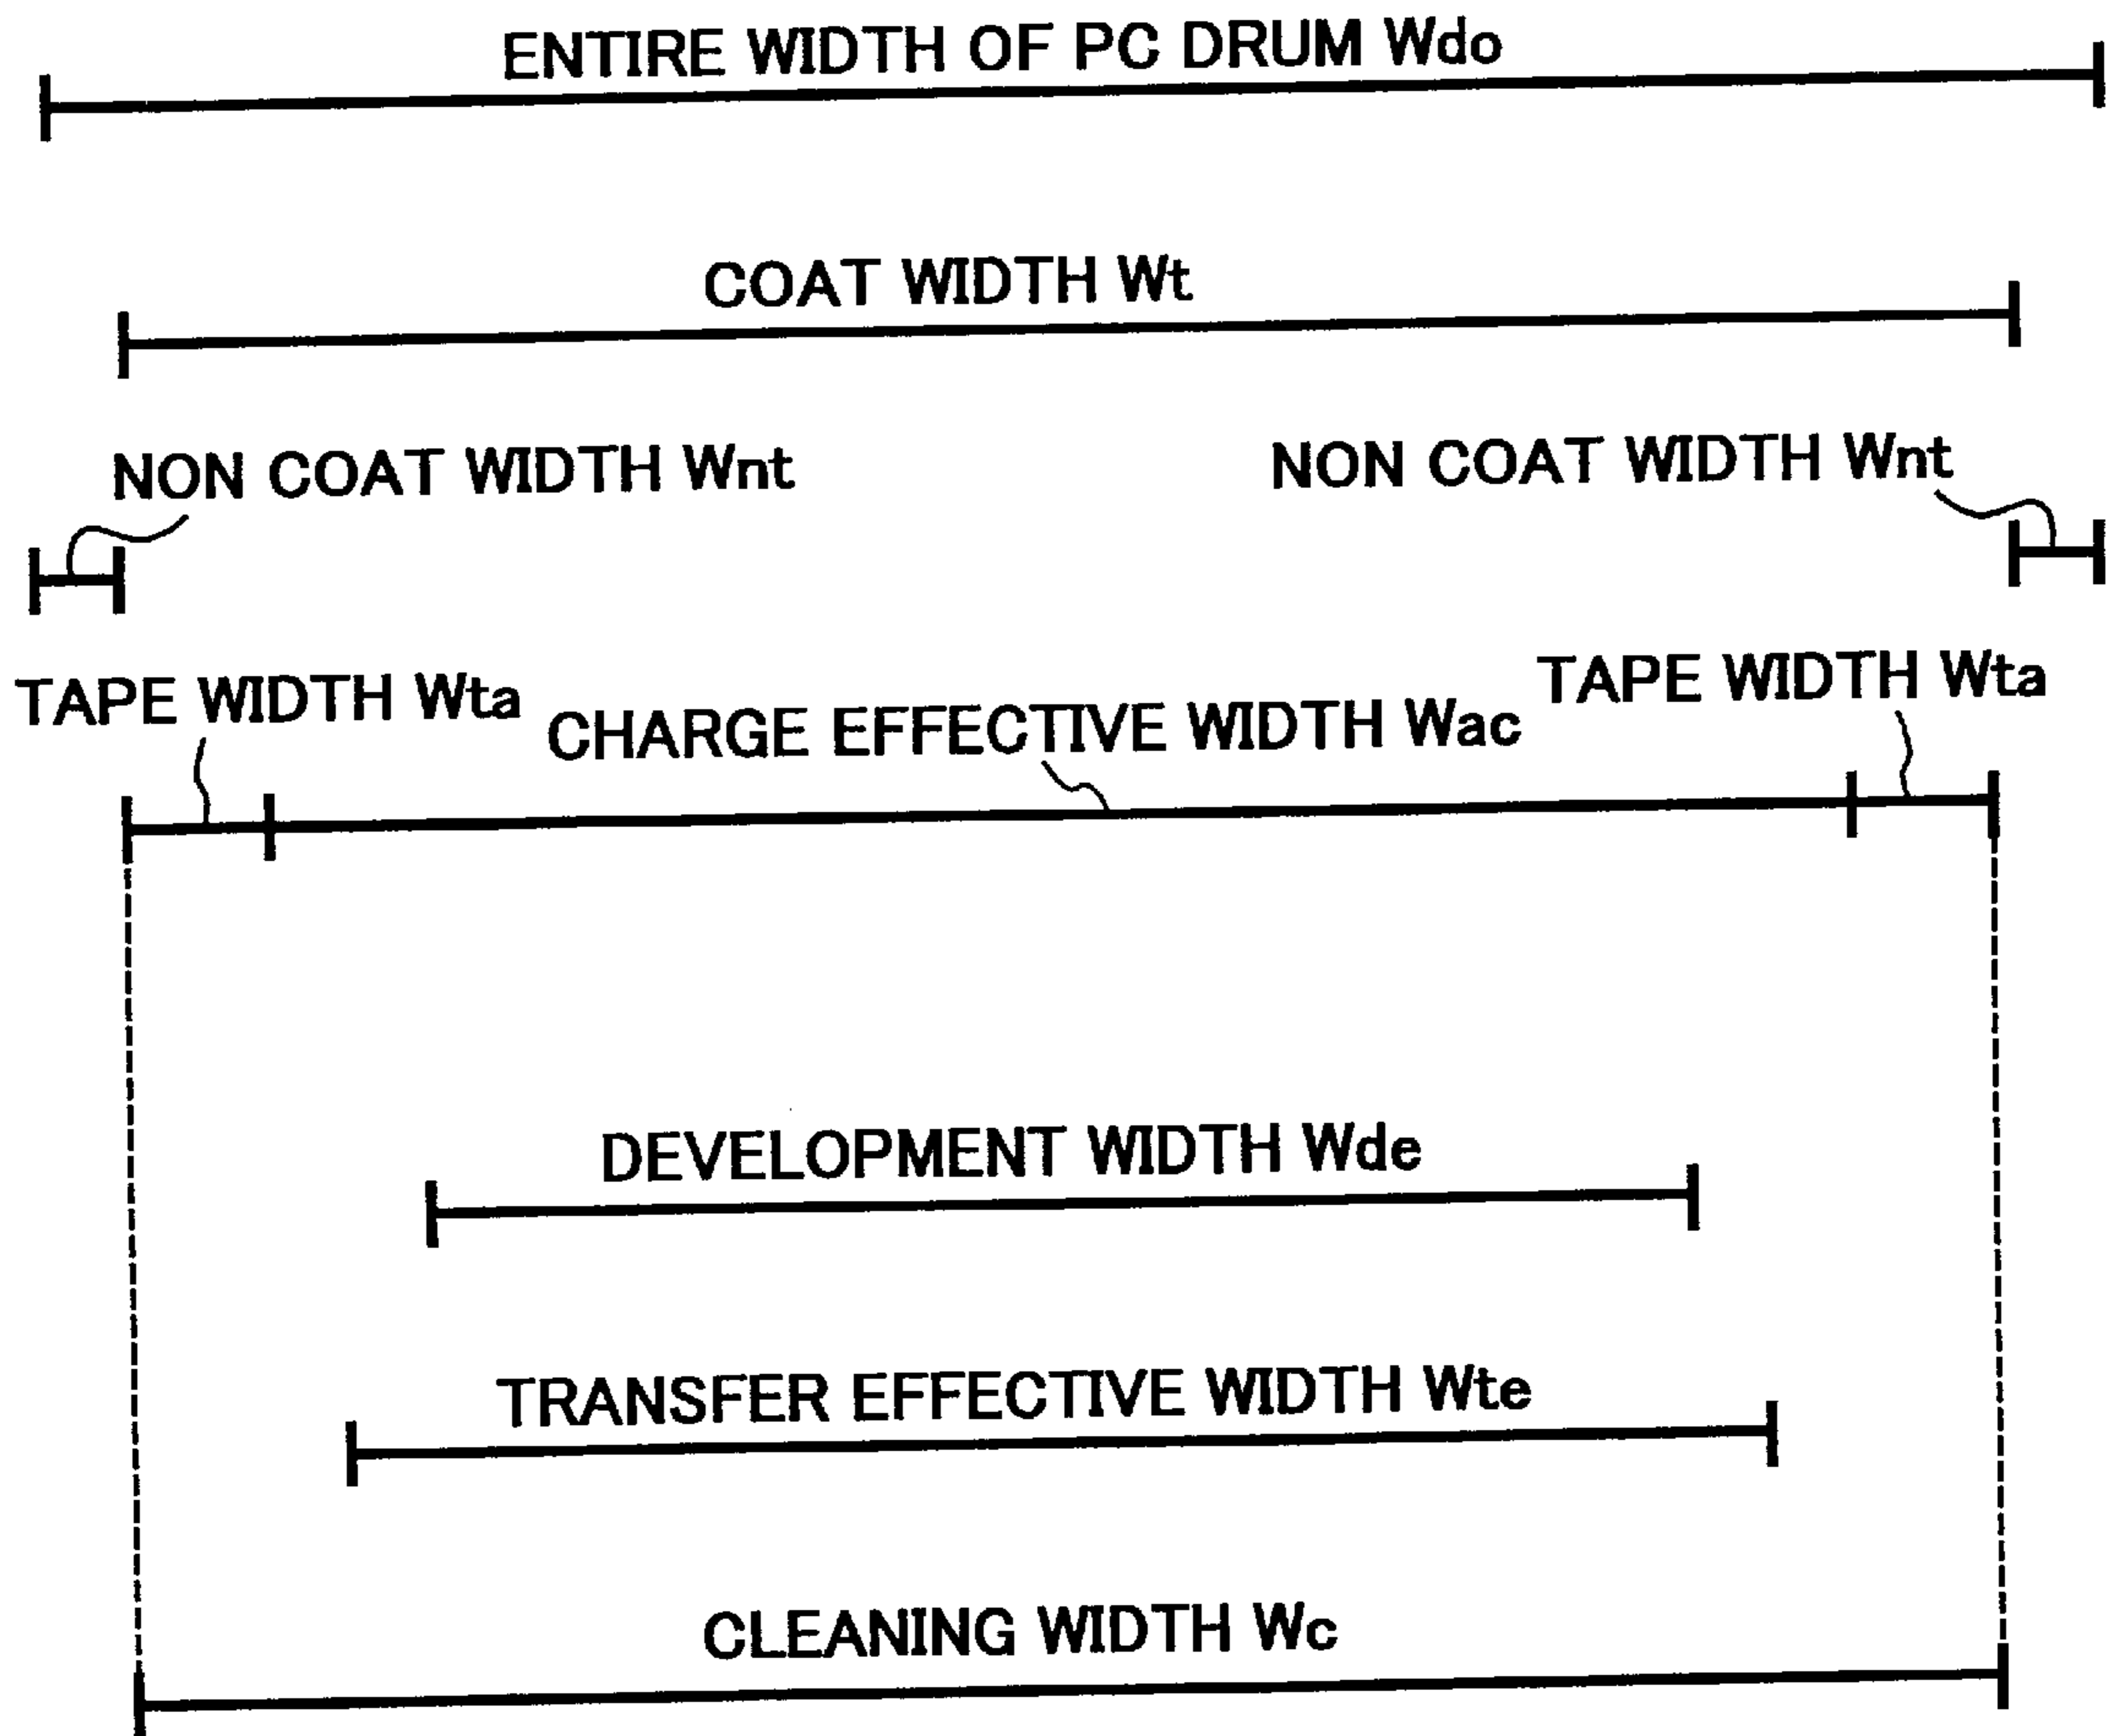 ENTIRE WIDTH OF PC DRUM Wdo
COAT WIDTH Wt
NON COAT WIDTH Wnt
NON COAT WIDTH Wnt
TAPE WIDTH Wta
CHARGE EFFECTIVE WIDTH Wac
TAPE WIDTH Wta
DEVELOPMENT WIDTH Wde
TRANSFER EFFECTIVE WIDTH Wte
CLEANING WIDTH Wc